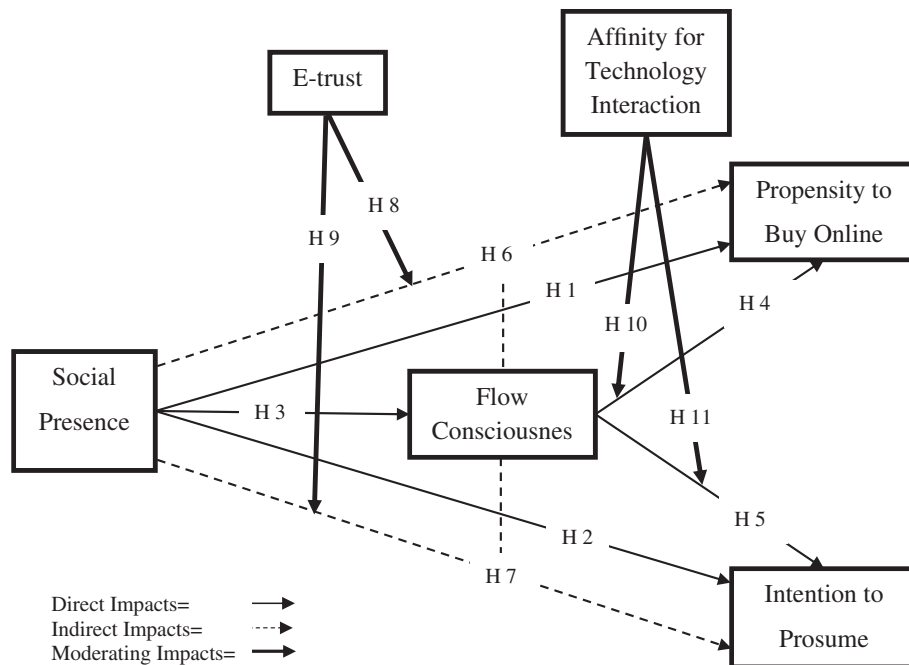 E-trust
Affinity for
Technology
Interaction
H 8
H 9
H 6
Propensity to
Buy Online
H 1
H 4
H 10
Social
Presence
H 3
Flow
Consciousnes
H 11
H 5
H 2
H 7
Intention to
Prosume
Direct Impacts=
Indirect Impacts=
Moderating Impacts=